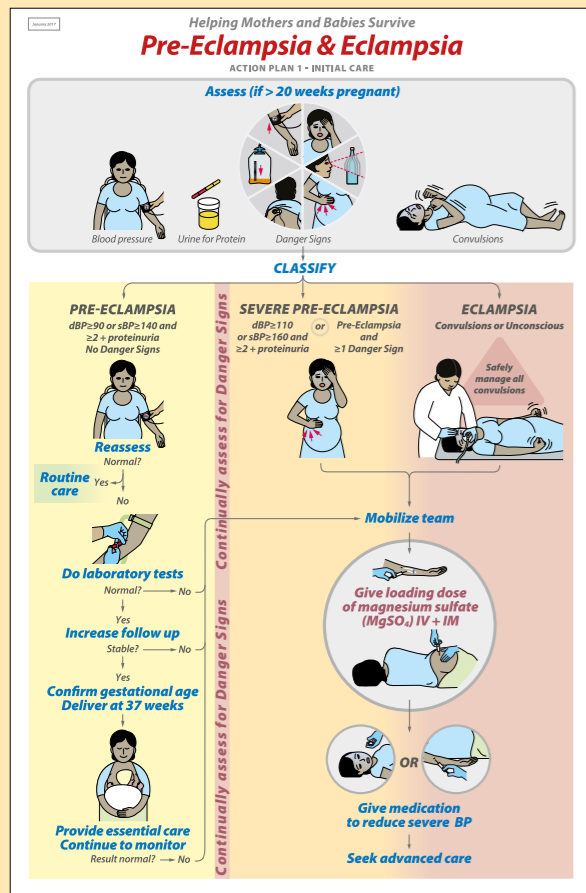 January 2017
Helping Mothers and Babies Survive
Pre-Eclampsia & Eclampsia
ACTION PLAN 1 - INITIAL CARE
Assess (if > 20 weeks pregnant)
Blood pressure
Urine for Protein
Danger Signs
Convulsions
CLASSIFY
PRE-ECLAMPSIA
dBP≥90 or sBP≥140 and
≥2 + proteinuria
No Danger Signs
Reassess
Normal?
Yes
Routine
care
No
Do laboratory tests
Normal? No
Yes
Increase follow up
Stable? No
Yes
Confirm gestational age
Deliver at 37 weeks
Provide essential care
Continue to monitor
Result normal? No
Continually assess for Danger Signs
Continually assess for Danger Signs
SEVERE PRE-ECLAMPSIA
dBP≥110
or sBP≥160 and
≥2 + proteinuria
or
Pre-Eclampsia
and
≥1 Danger Sign
ECLAMPSIA
Convulsions or Unconscious
Safely
manage all
convulsions
Mobilize team
Give loading dose
of magnesium sulfate
(MgSO₄) IV + IM
OR
Give medication
to reduce severe BP
Seek advanced care